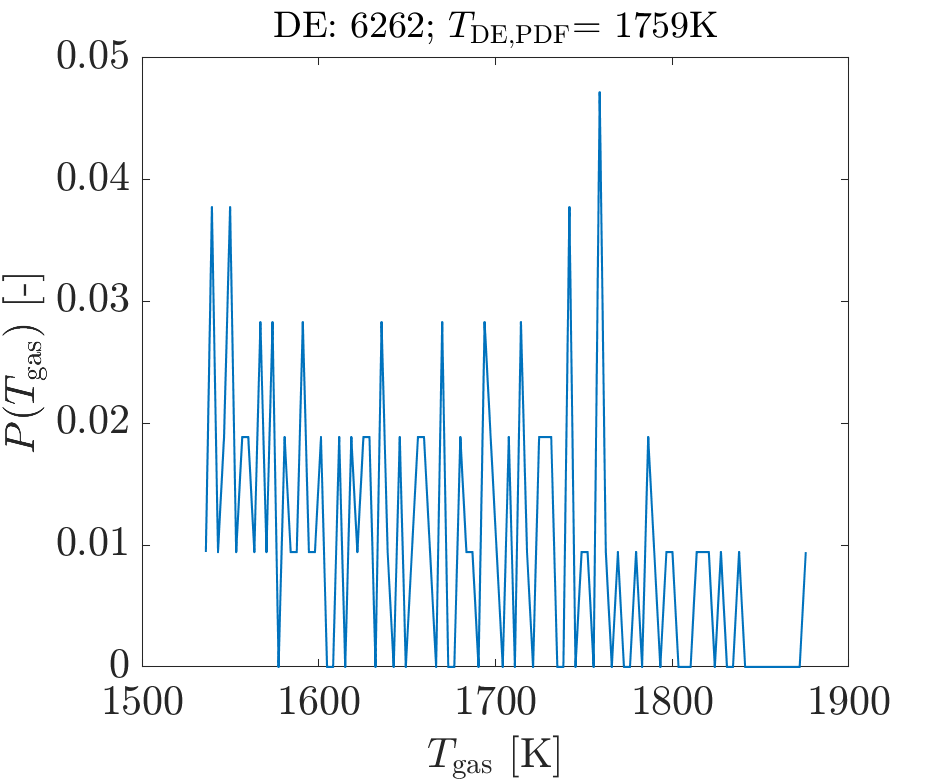 DE: 6262; T_DE,PDF= 1759K
0.05
0.04
0.03
0.02
0.01
0
P(T_gas) [-]
1500 1600 1700 1800 1900
T_gas [K]